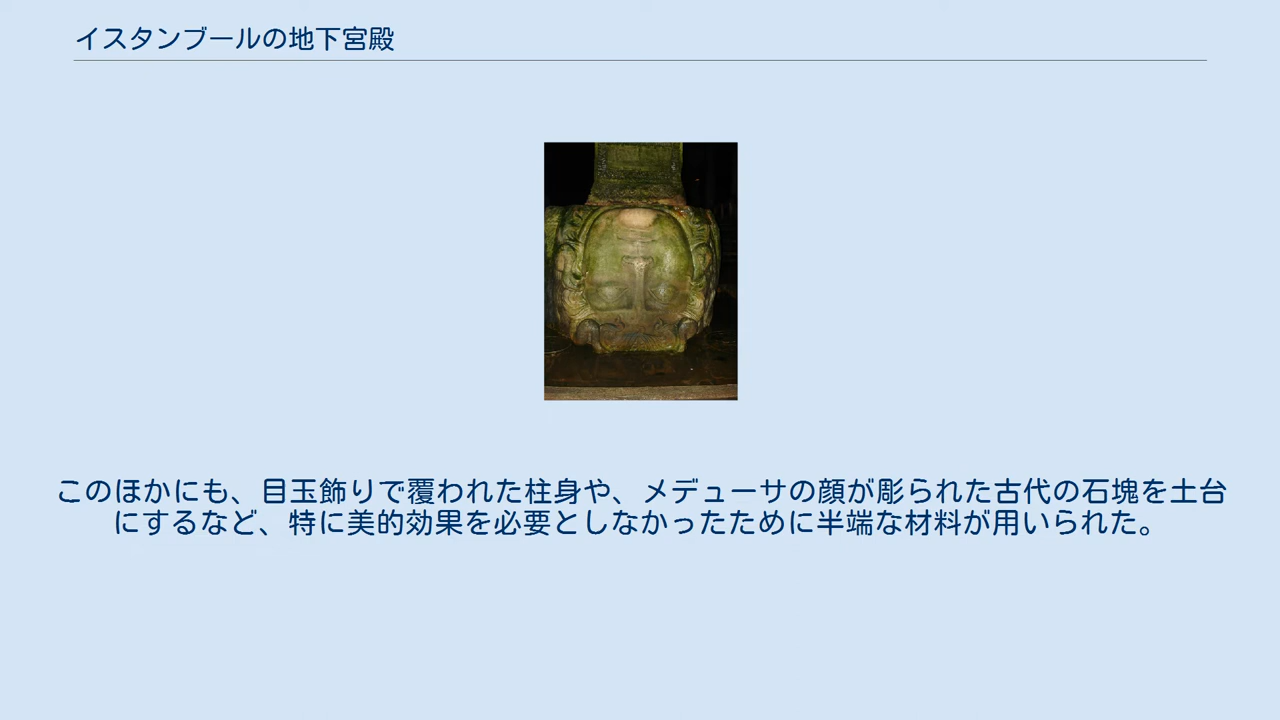 イスタンブールの地下宮殿
このほかにも、目玉飾りで覆われた柱身や、メデューサの顔が彫られた古代の石塊を土台
にするなど、特に美的効果を必要としなかったために半端な材料が用いられた。